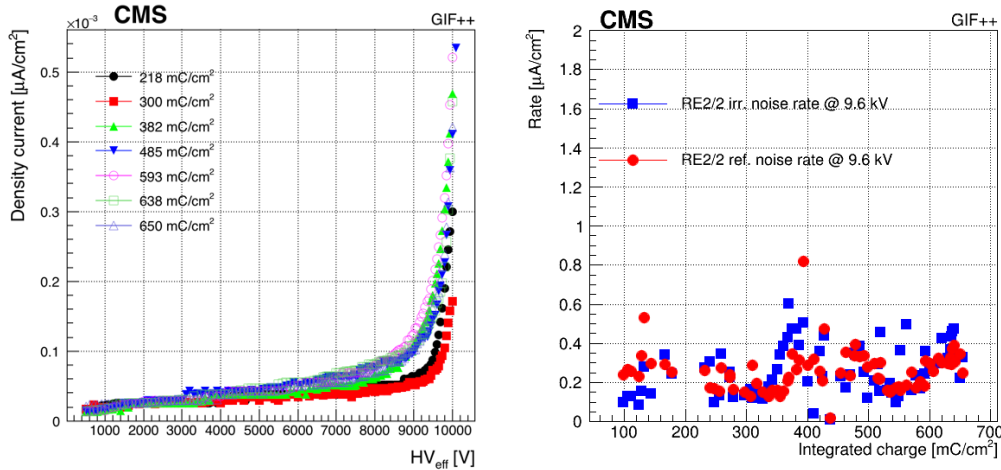 CMS
GIF++
×10⁻³
Density current [μA/cm²]
0.5
0.4
0.3
0.2
0.1
0
218 mC/cm²
300 mC/cm²
382 mC/cm²
485 mC/cm²
593 mC/cm²
638 mC/cm²
650 mC/cm²
1000 2000 3000 4000 5000 6000 7000 8000 9000 10000
HV_eff [V]
CMS
GIF++
Rate [μA/cm²]
2
1.8
1.6
1.4
1.2
1
0.8
0.6
0.4
0.2
0
RE2/2 irr. noise rate @ 9.6 kV
RE2/2 ref. noise rate @ 9.6 kV
100 200 300 400 500 600 700
Integrated charge [mC/cm²]